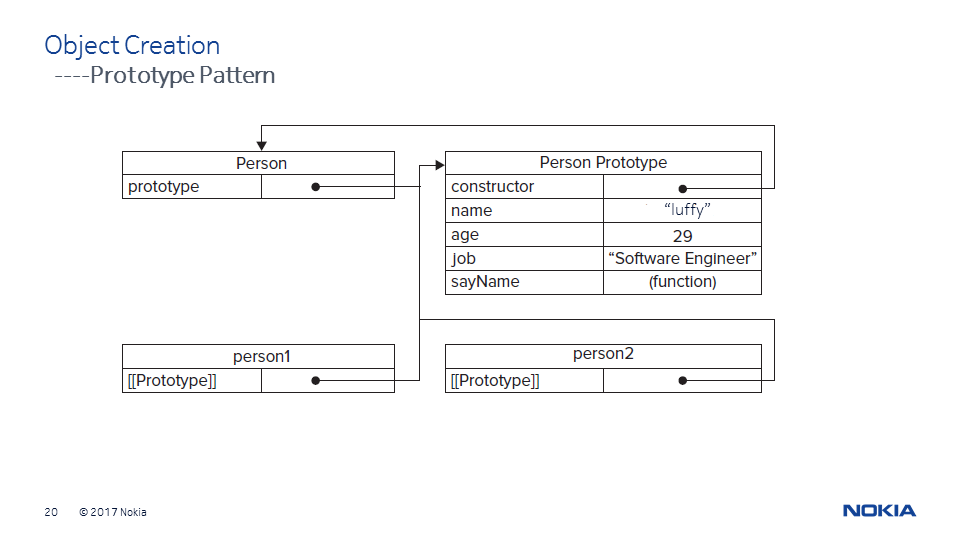 Object Creation
----Prototype Pattern
Person
prototype
Person Prototype
constructor
name “luffy”
age 29
job “Software Engineer”
sayName (function)
person1
[[Prototype]]
person2
[[Prototype]]
20 © 2017 Nokia
NOKIA